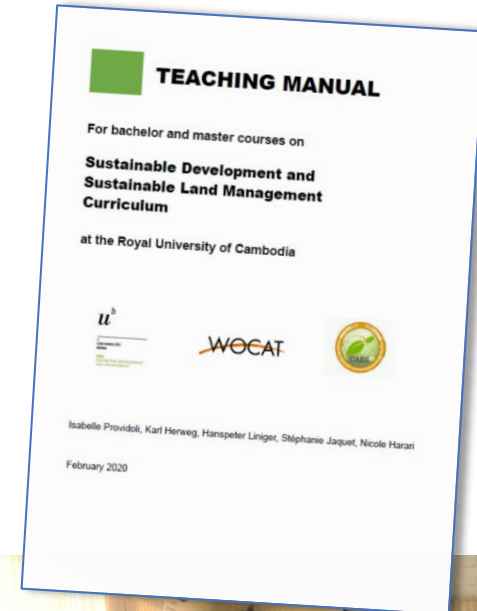 TEACHING MANUAL
For bachelor and master courses on
Sustainable Development and
Sustainable Land Management
Curriculum
at the Royal University of Cambodia
u
b
WOCAT
Isabelle Providoli, Karl Herweg, Hanspeter Liniger, Stéphanie Jaquet, Nicole Harari
February 2020